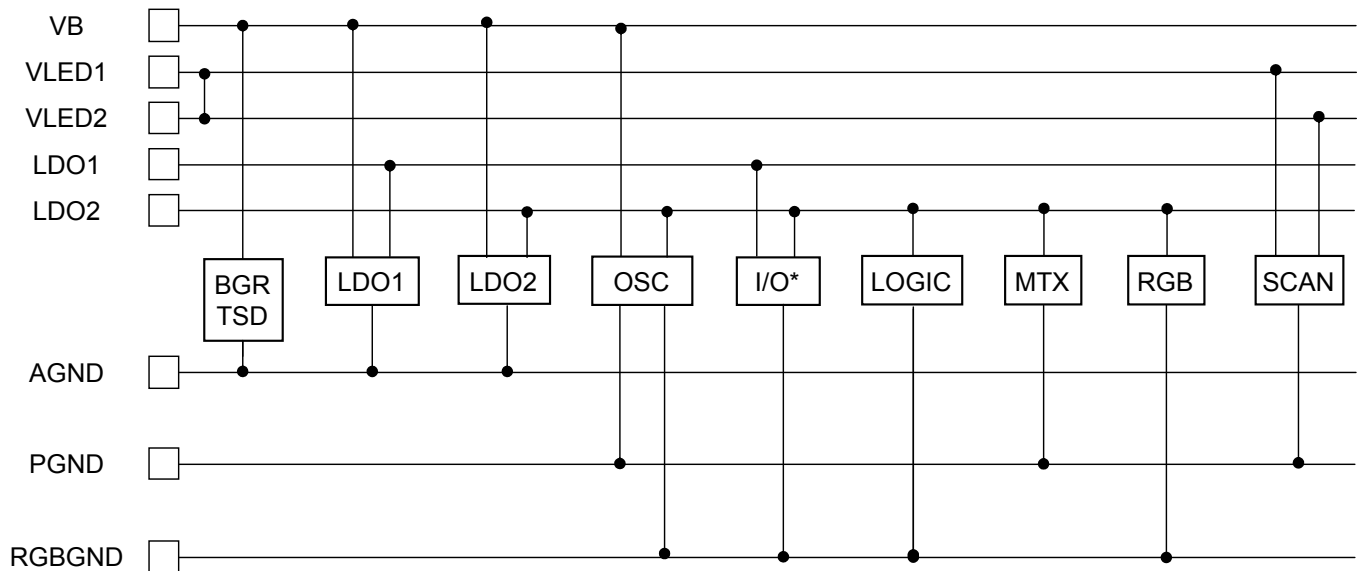 VB
VLED1
VLED2
LDO1
LDO2
BGR
TSD
LDO1
LDO2
OSC
I/O*
LOGIC
MTX
RGB
SCAN
AGND
PGND
RGBGND